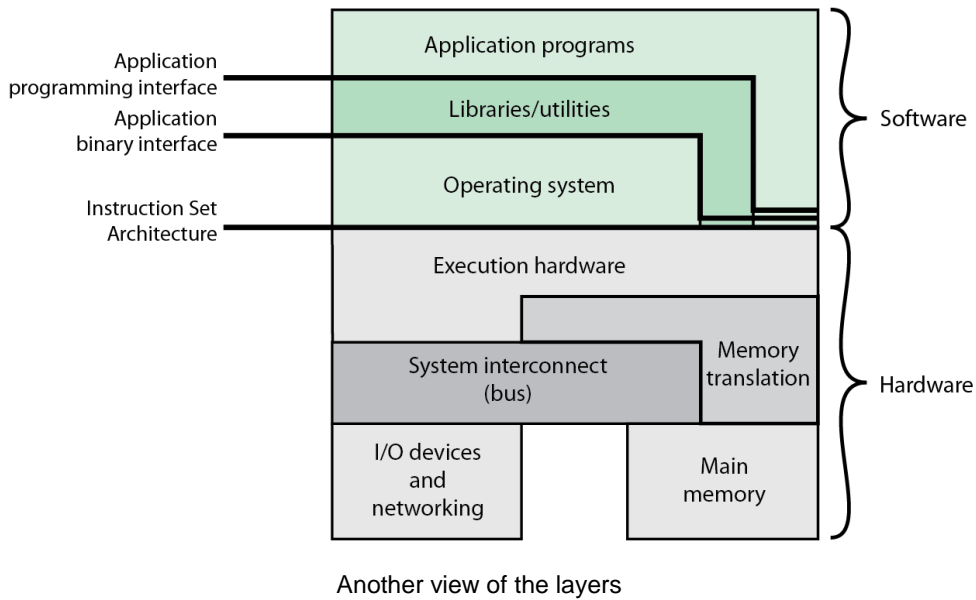 Application programs
Application
programming interface
Libraries/utilities
Application
binary interface
Software
Operating system
Instruction Set
Architecture
Execution hardware
Memory
translation
System interconnect
(bus)
Hardware
I/O devices
and
networking
Main
memory
Another view of the layers